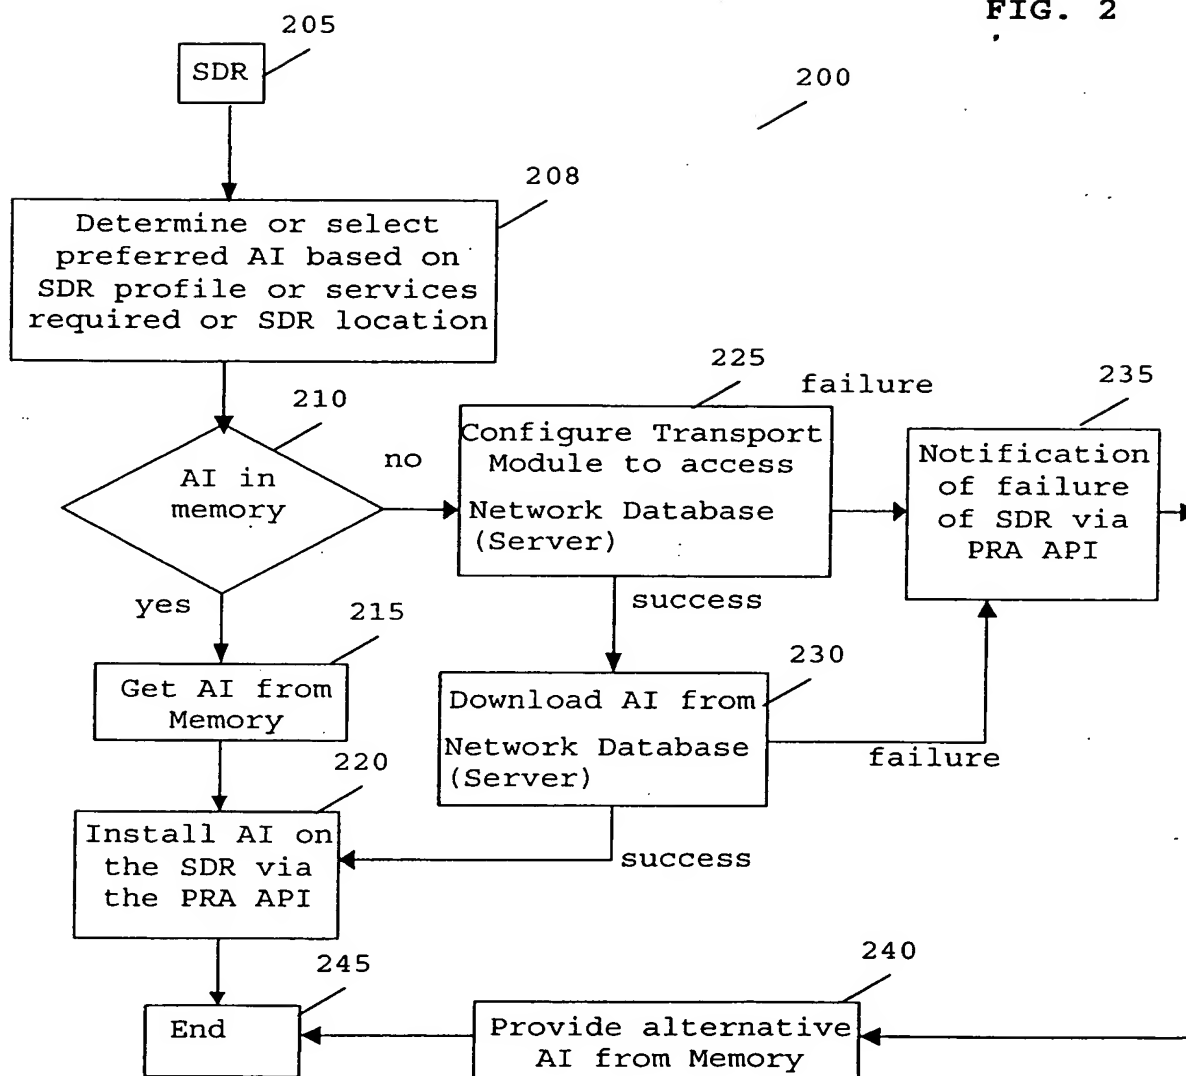 FIG. 2
205
SDR
200
208
Determine or select
preferred AI based on
SDR profile or services
required or SDR location
210
AI in
memory
no
225
failure
Configure Transport
Module to access
Network Database
(Server)
235
Notification
of failure
of SDR via
PRA API
yes
success
215
Get AI from
Memory
230
Download AI from
Network Database
(Server)
failure
220
Install AI on
the SDR via
the PRA API
success
245
End
240
Provide alternative
AI from Memory